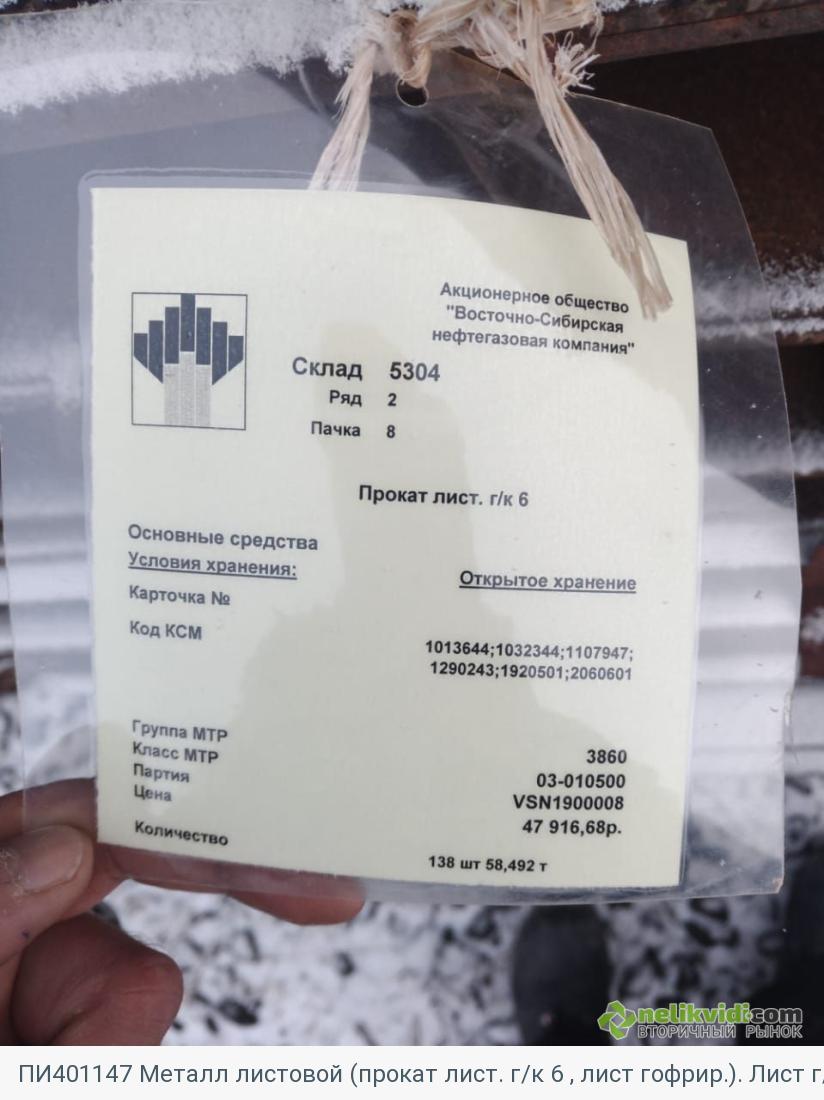 Акционерное общество
"Восточно-Сибирская
нефтегазовая компания"
Склад 5304
Ряд 2
Пачка 8
Прокат лист. г/к 6
Основные средства
Условия хранения: Открытое хранение
Карточка №
Код КСМ 1013644;1032344;1107947;
1290243;1920501;2060601
Группа МТР 3860
Класс МТР 03-010500
Партия VSN1900008
Цена 47 916,68р.
Количество 138 шт 58,492 т
nelikvidi.com
ВТОРИЧНЫЙ РЫНОК
ПИ401147 Металл листовой (прокат лист. г/к 6 , лист гофрир.). Лист г/